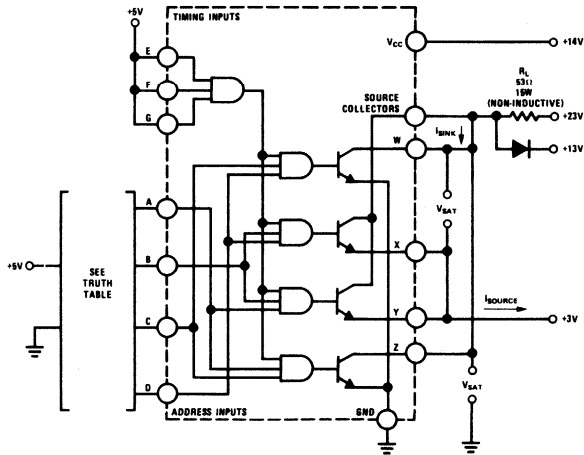 +5V
TIMING INPUTS
E
F
G
VCC
+14V
RL
53Ω
15W
(NON-INDUCTIVE)
SOURCE
COLLECTORS
+23V
ISINK
+13V
W
VSAT
A
B
C
D
+5V
SEE
TRUTH
TABLE
X
Y
ISOURCE
+3V
Z
VSAT
ADDRESS INPUTS
GND